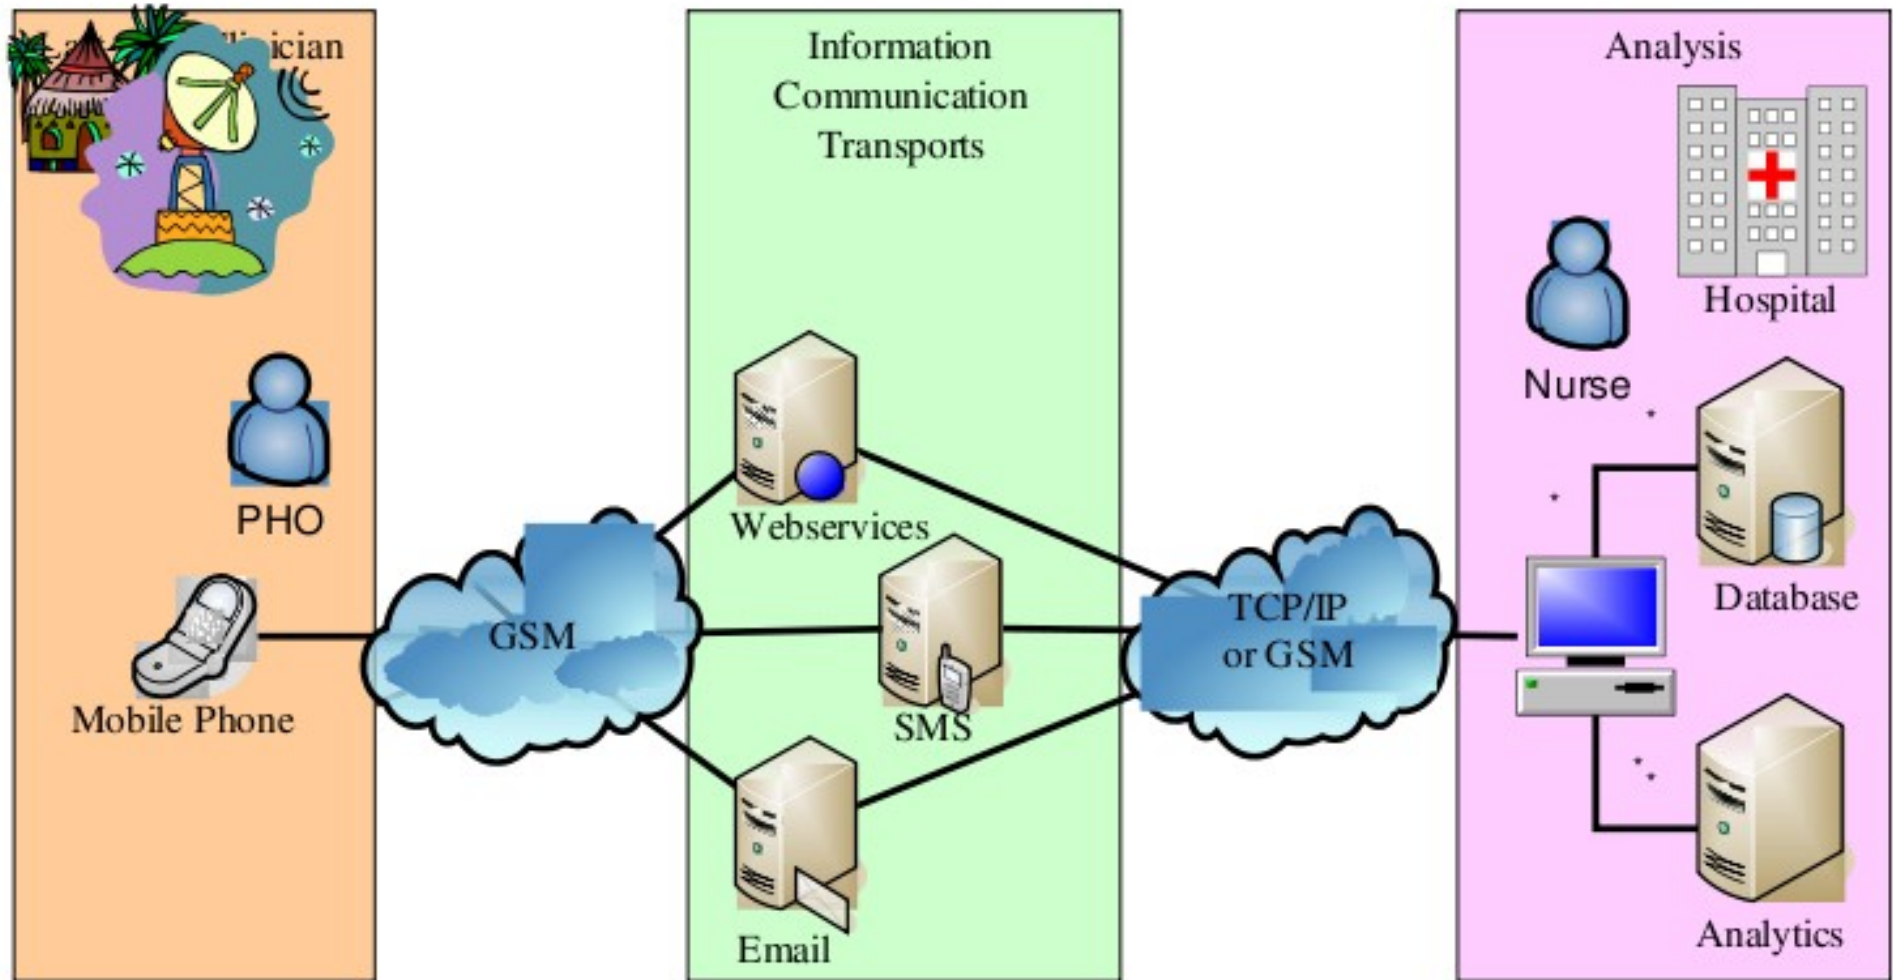 ician
Information
Communication
Transports
Analysis
Hospital
Nurse
PHO
Webservices
Database
GSM
TCP/IP
or GSM
Mobile Phone
SMS
Email
Analytics